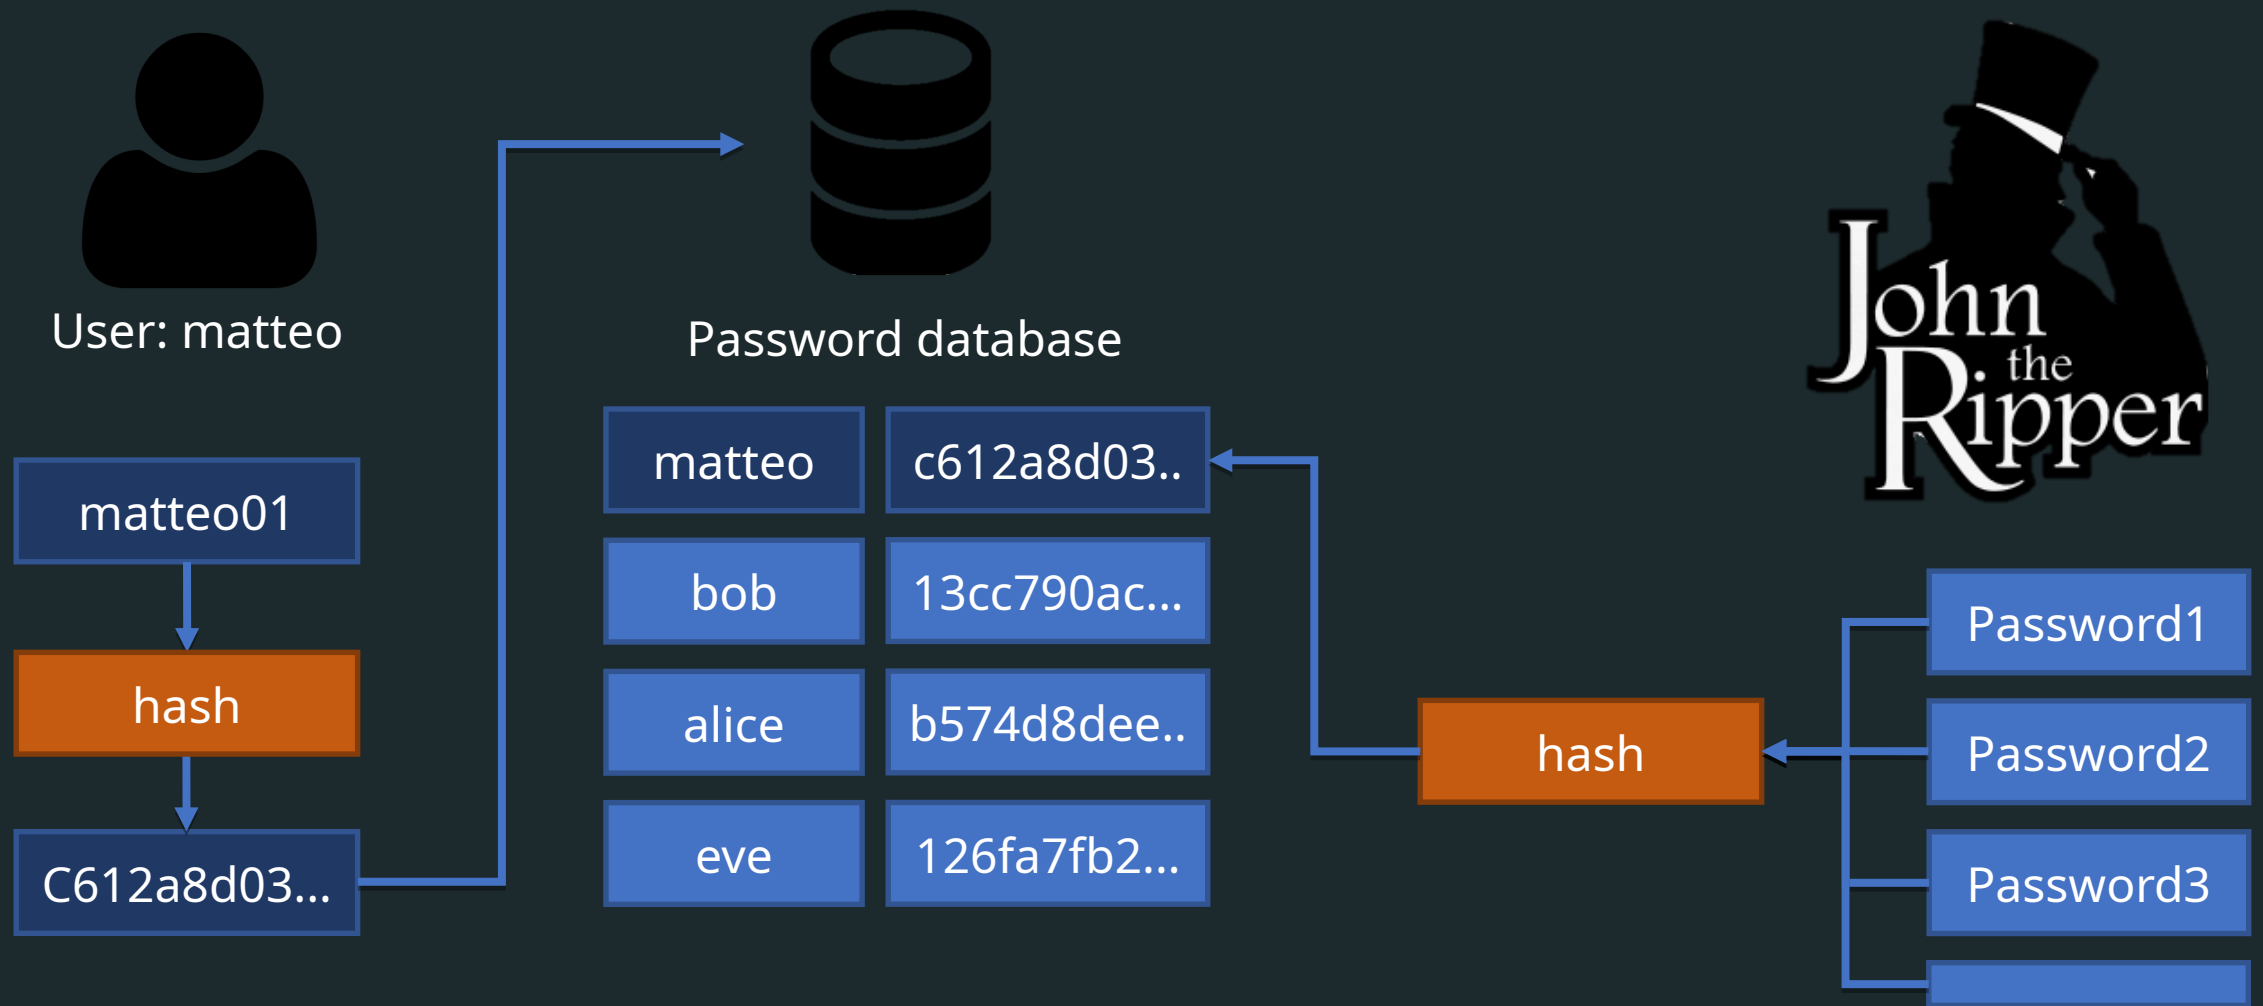 User: matteo
matteo01
hash
C612a8d03...
Password database
matteo c612a8d03..
bob 13cc790ac...
alice b574d8dee..
eve 126fa7fb2...
John
the
Ripper
hash
Password1
Password2
Password3